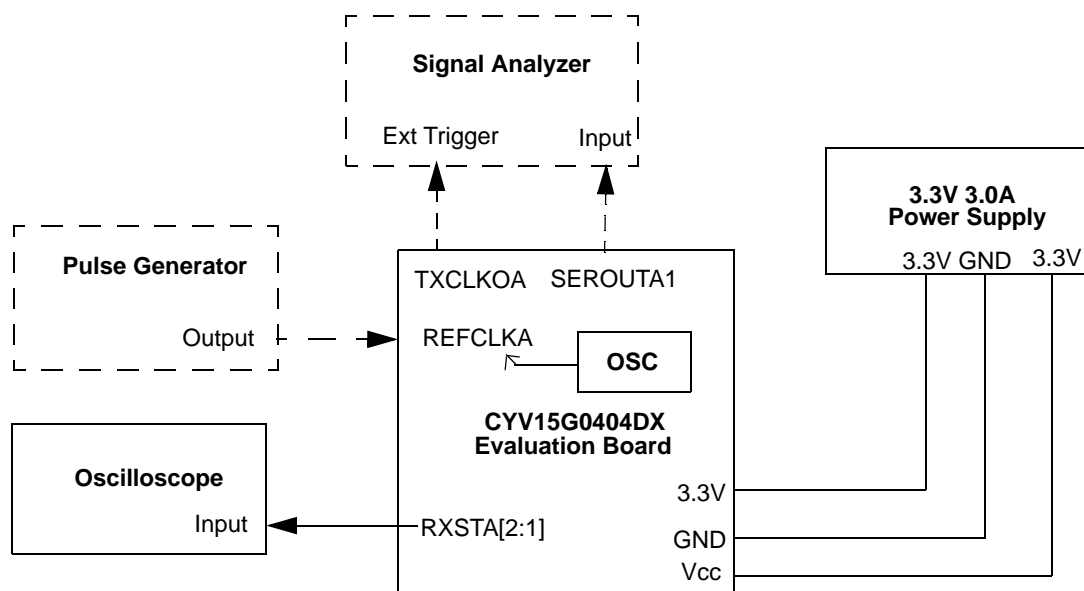 Signal Analyzer
Ext Trigger
Input
3.3V 3.0A
Power Supply
3.3V GND 3.3V
Pulse Generator
Output
TXCLKOA
SEROUTA1
REFCLKA
OSC
CYV15G0404DX
Evaluation Board
Oscilloscope
Input
RXSTA[2:1]
3.3V
GND
Vcc